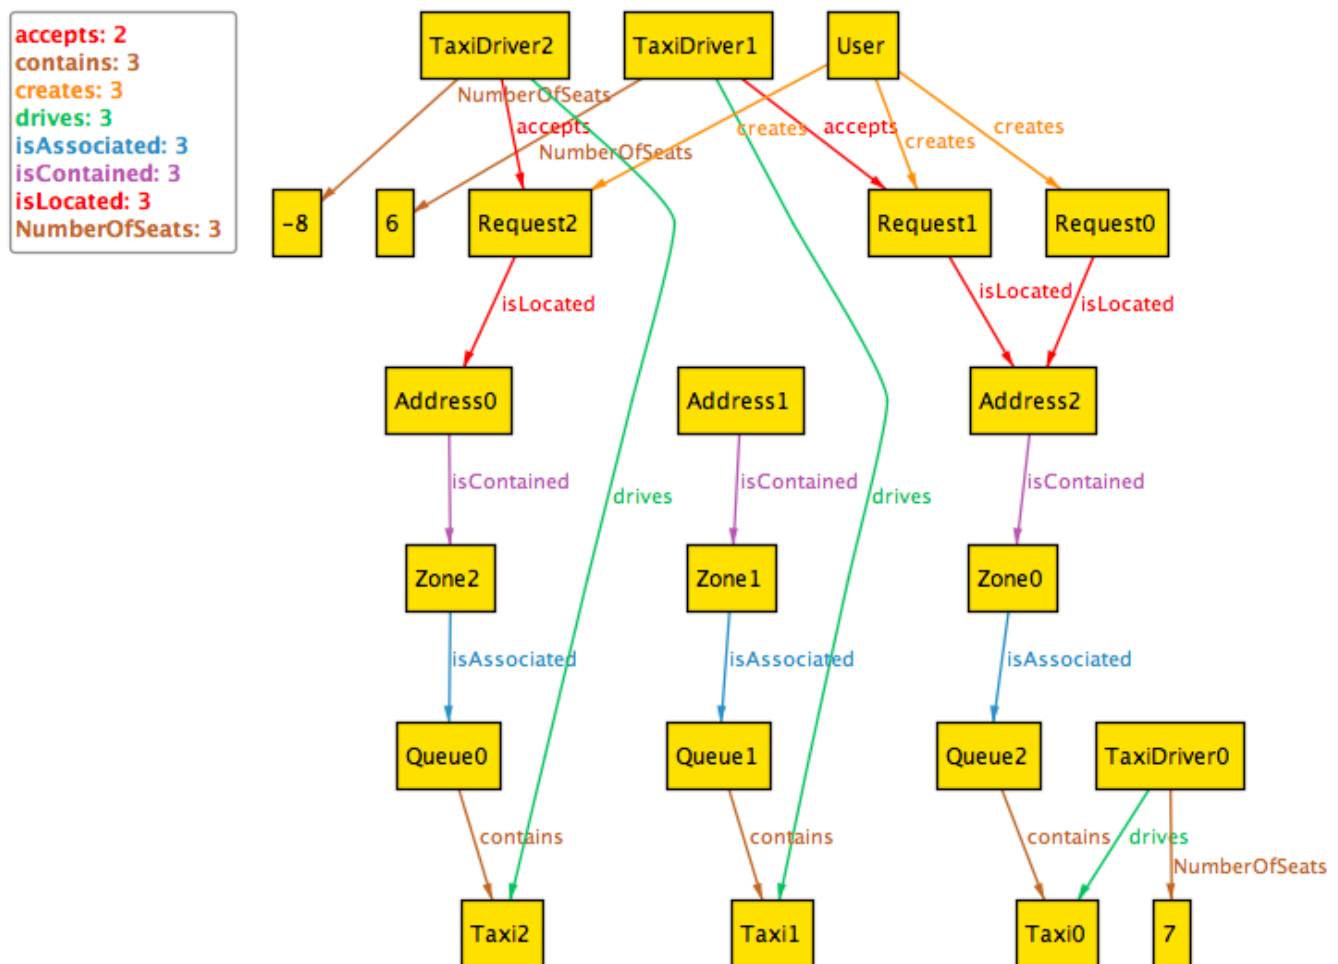 accepts: 2
contains: 3
creates: 3
drives: 3
isAssociated: 3
isContained: 3
isLocated: 3
NumberOfSeats: 3
TaxiDriver2
TaxiDriver1
User
NumberOfSeats
accepts
NumberOfSeats
creates
accepts
creates
creates
-8
6
Request2
Request1
Request0
isLocated
isLocated
isLocated
Address0
Address1
Address2
isContained
isContained
isContained
drives
drives
Zone2
Zone1
Zone0
isAssociated
isAssociated
isAssociated
Queue0
Queue1
Queue2
TaxiDriver0
contains
contains
contains
drives
NumberOfSeats
Taxi2
Taxi1
Taxi0
7